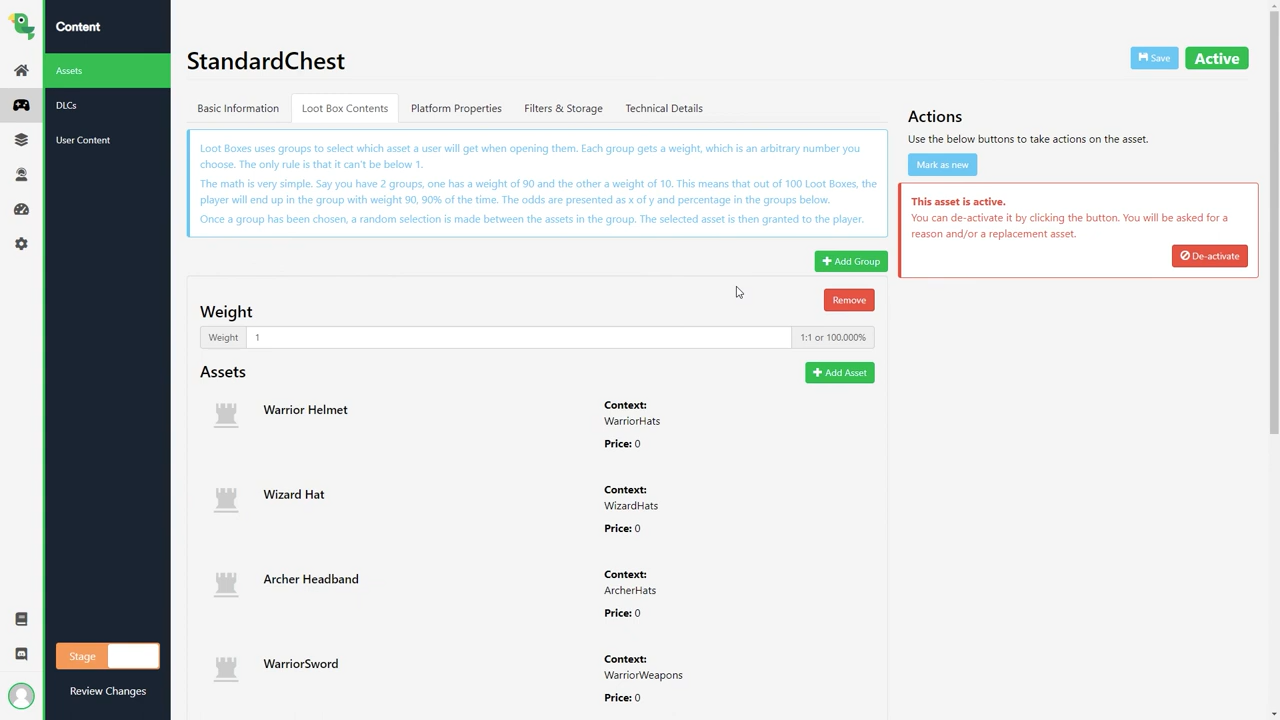 Content
Assets
DLCs
User Content
Stage
Review Changes
StandardChest
Save
Active
Basic Information
Loot Box Contents
Platform Properties
Filters & Storage
Technical Details
Loot Boxes uses groups to select which asset a user will get when opening them. Each group gets a weight, which is an arbitrary number you
choose. The only rule is that it can't be below 1.
The math is very simple. Say you have 2 groups, one has a weight of 90 and the other a weight of 10. This means that out of 100 Loot Boxes, the
player will end up in the group with weight 90, 90% of the time. The odds are presented as x of y and percentage in the groups below.
Once a group has been chosen, a random selection is made between the assets in the group. The selected asset is then granted to the player.
Add Group
Remove
Weight
Weight
1
1:1 or 100,000%
Assets
Add Asset
Warrior Helmet
Context:
WarriorHats
Price: 0
Wizard Hat
Context:
WizardHats
Price: 0
Archer Headband
Context:
ArcherHats
Price: 0
WarriorSword
Context:
WarriorWeapons
Price: 0
Actions
Use the below buttons to take actions on the asset.
Mark as new
This asset is active.
You can de-activate it by clicking the button. You will be asked for a
reason and/or a replacement asset.
De-activate